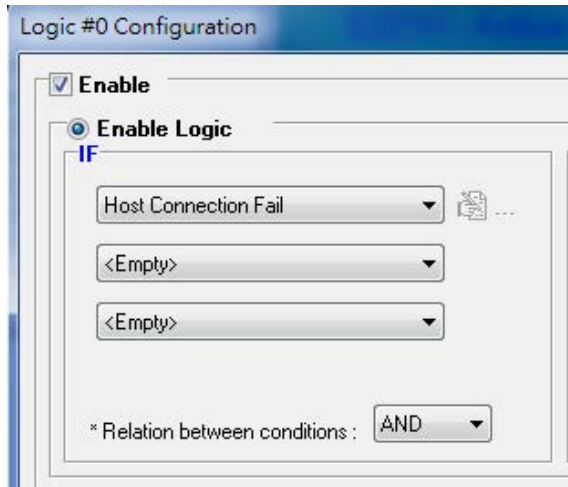 Logic #0 Configuration
Enable
Enable Logic
IF
Host Connection Fail
...
<Empty>
<Empty>
* Relation between conditions : AND